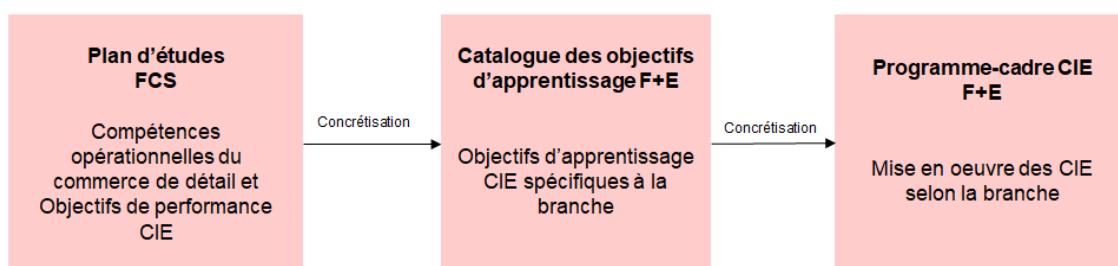 Plan d'études
FCS
Compétences
opérationnelles du
commerce de détail et
Objectifs de performance
CIE
Concrétisation
Catalogue des objectifs
d'apprentissage F+E
Objectifs d'apprentissage
CIE spécifiques à la
branche
Concrétisation
Programme-cadre CIE
F+E
Mise en oeuvre des CIE
selon la branche